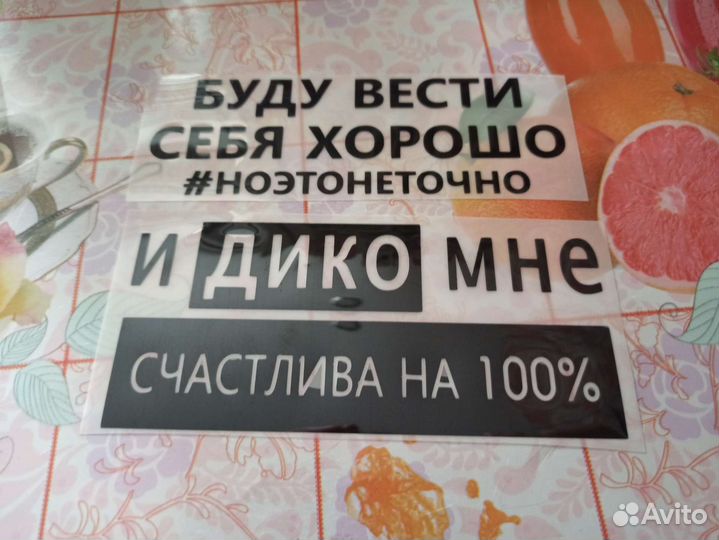 БУДУ ВЕСТИ
СЕБЯ ХОРОШО
#НОЭТОНЕТОЧНО
И ДИКО мне
СЧАСТЛИВА НА 100%
Avito